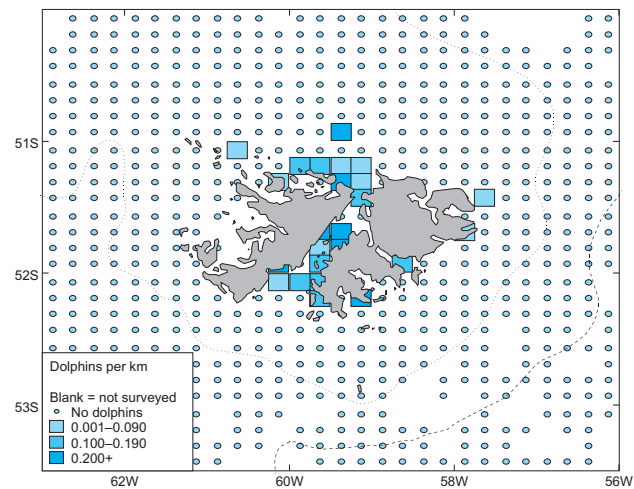 51S
52S
53S
Dolphins per km
Blank = not surveyed
No dolphins
0.001–0.090
0.100–0.190
0.200+
62W
60W
58W
56W